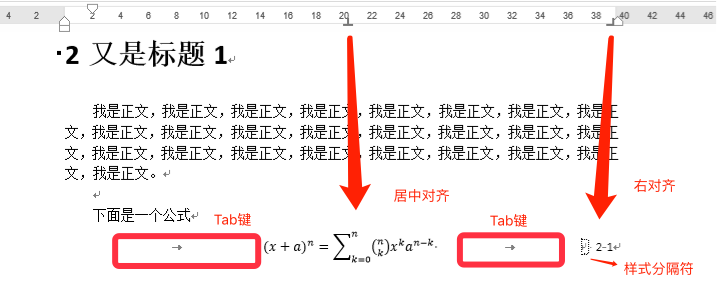 4 2 2 4 6 8 10 12 14 16 18 20 22 24 26 28 30 32 34 36 38 40 42 44 46
2 又是标题 1
我是正文，我是正文，我是正文，我是正文，我是正文，我是正文，我是正文，我是正
文，我是正文，我是正文，我是正文，我是正文，我是正文，我是正文，我是正文，我是正
文，我是正文，我是正文，我是正文，我是正文，我是正文，我是正文，我是正文，我是正
文，我是正文。
居中对齐
右对齐
下面是一个公式
Tab键
Tab键
(x + a)ⁿ = ∑ₖ₌₀ⁿ (n k) xᵏaⁿ⁻ᵏ
2-1
样式分隔符